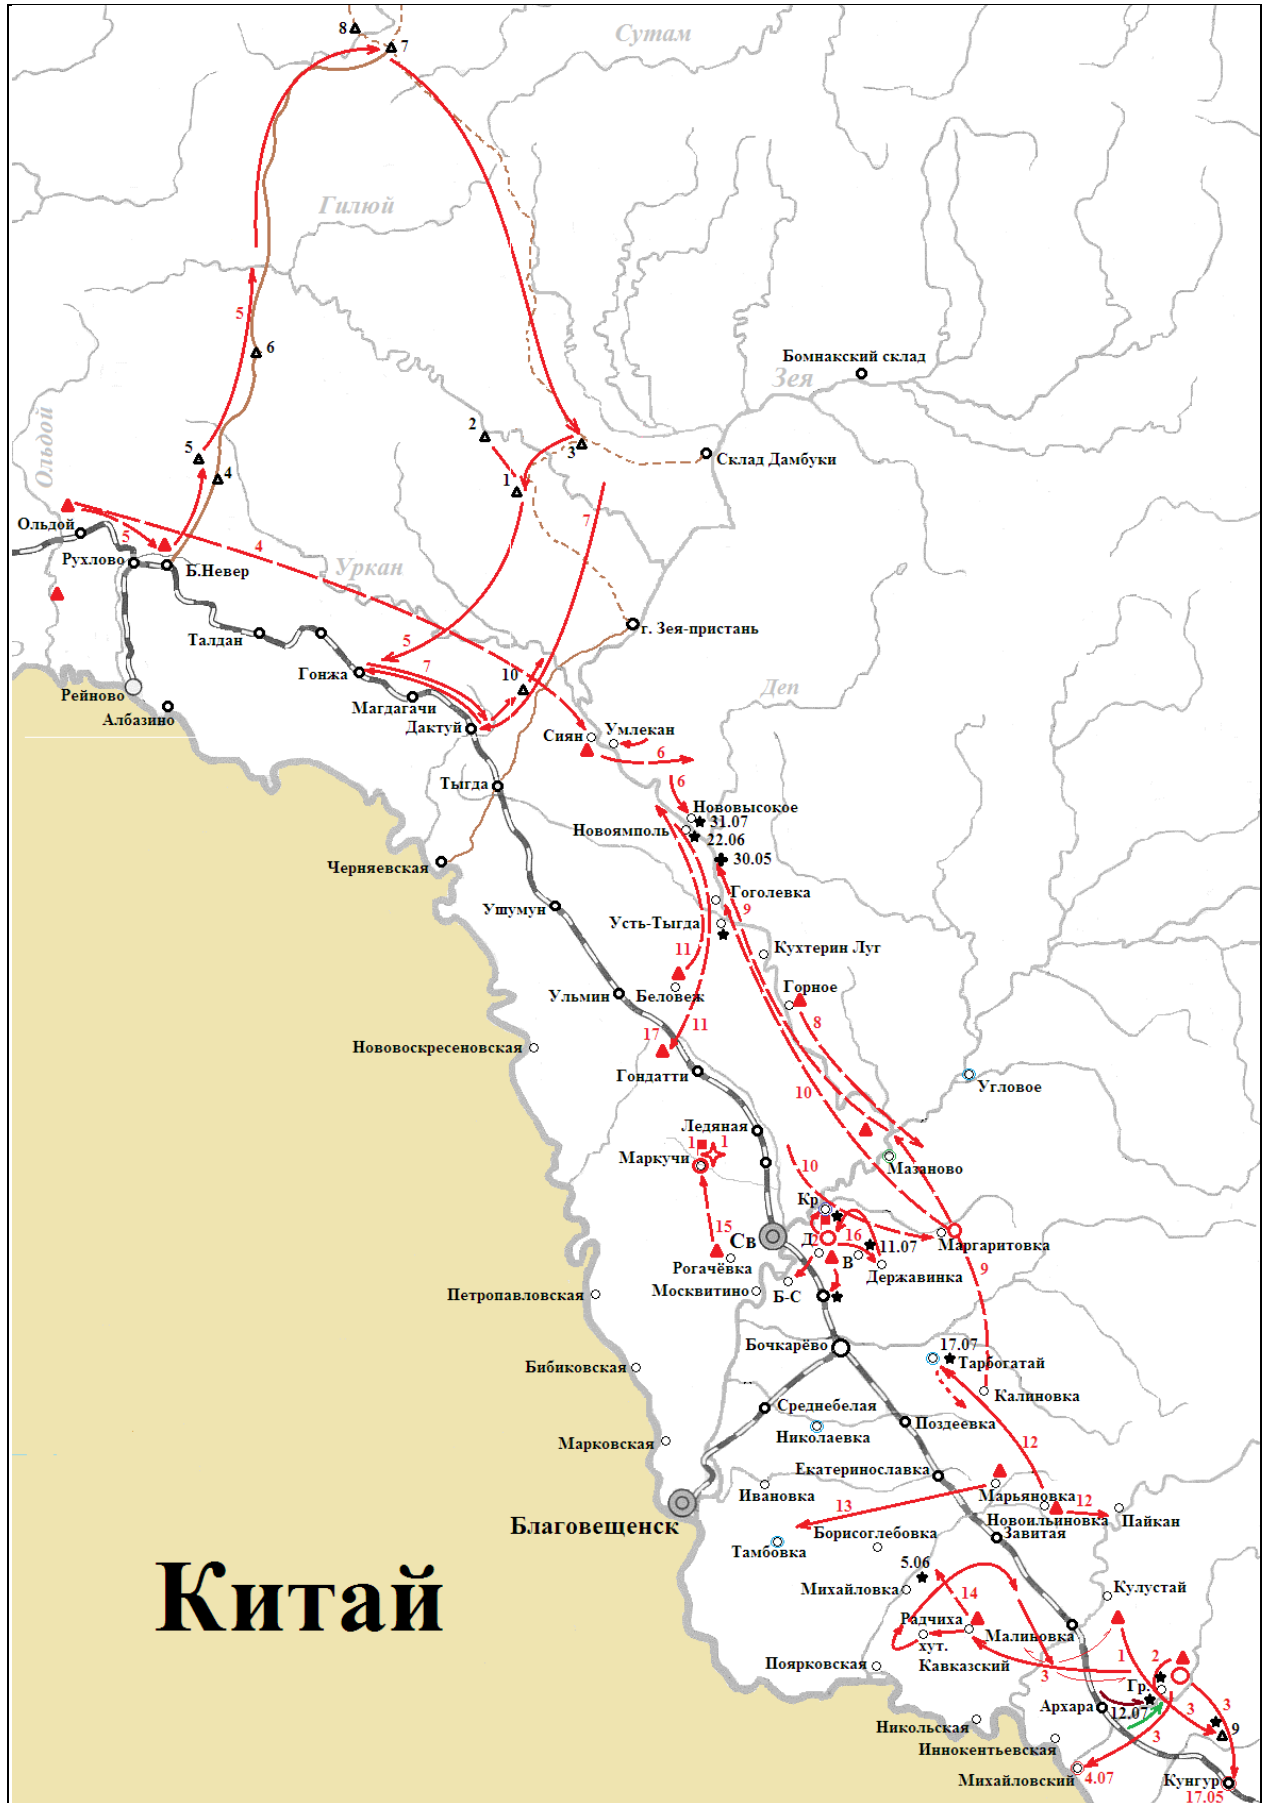 8
7
Сутам
Гилюй
5
6
Бомнакский склад
Зея
Ольдой
2
5
4
3
Склад Дамбуки
1
7
Ольдой
5
4
Рухлово
Б.Невер
Уркан
Талдан
г. Зея-пристань
5
Гонжа
7
10
Рейново
Магдагачи
Деп
Албазино
Дактуй
Сиян
Умлекан
6
Тыгда
6
Нововысокое
31.07
Новоямполь
22.06
30.05
Черняевская
Гоголевка
Ушумун
9
Усть-Тыгда
11
Кухтерин Луг
Ульмин
Беловеж
Горное
8
11
17
Нововоскресеновская
Гондатти
Угловое
10
Ледяная
1
1
Маркучи
10
Мазаново
Кр
15
Св
Д
2
16
11.07
Маргаритовка
В
Рогачёвка
Державинка
9
Москвитино
Б-С
Петропавловская
Бочкарёво
17.07
Тарбогатай
Бибиковская
Калиновка
Среднебелая
Поздеевка
Николаевка
12
Марковская
Екатеринославка
Ивановка
Марьяновка
12
13
Новоильиновка
Пайкан
Благовещенск
Борисоглебовка
Завитая
Тамбовка
5.06
Китай
Михайловка
14
Кулустай
Радчиха
Малиновка
хут.
Кавказский
1
2
Поярковская
3
Гр.
Архара
12.07
3
3
Никольская
3
9
Иннокентьевская
Михайловский
4.07
Кунгур
17.05